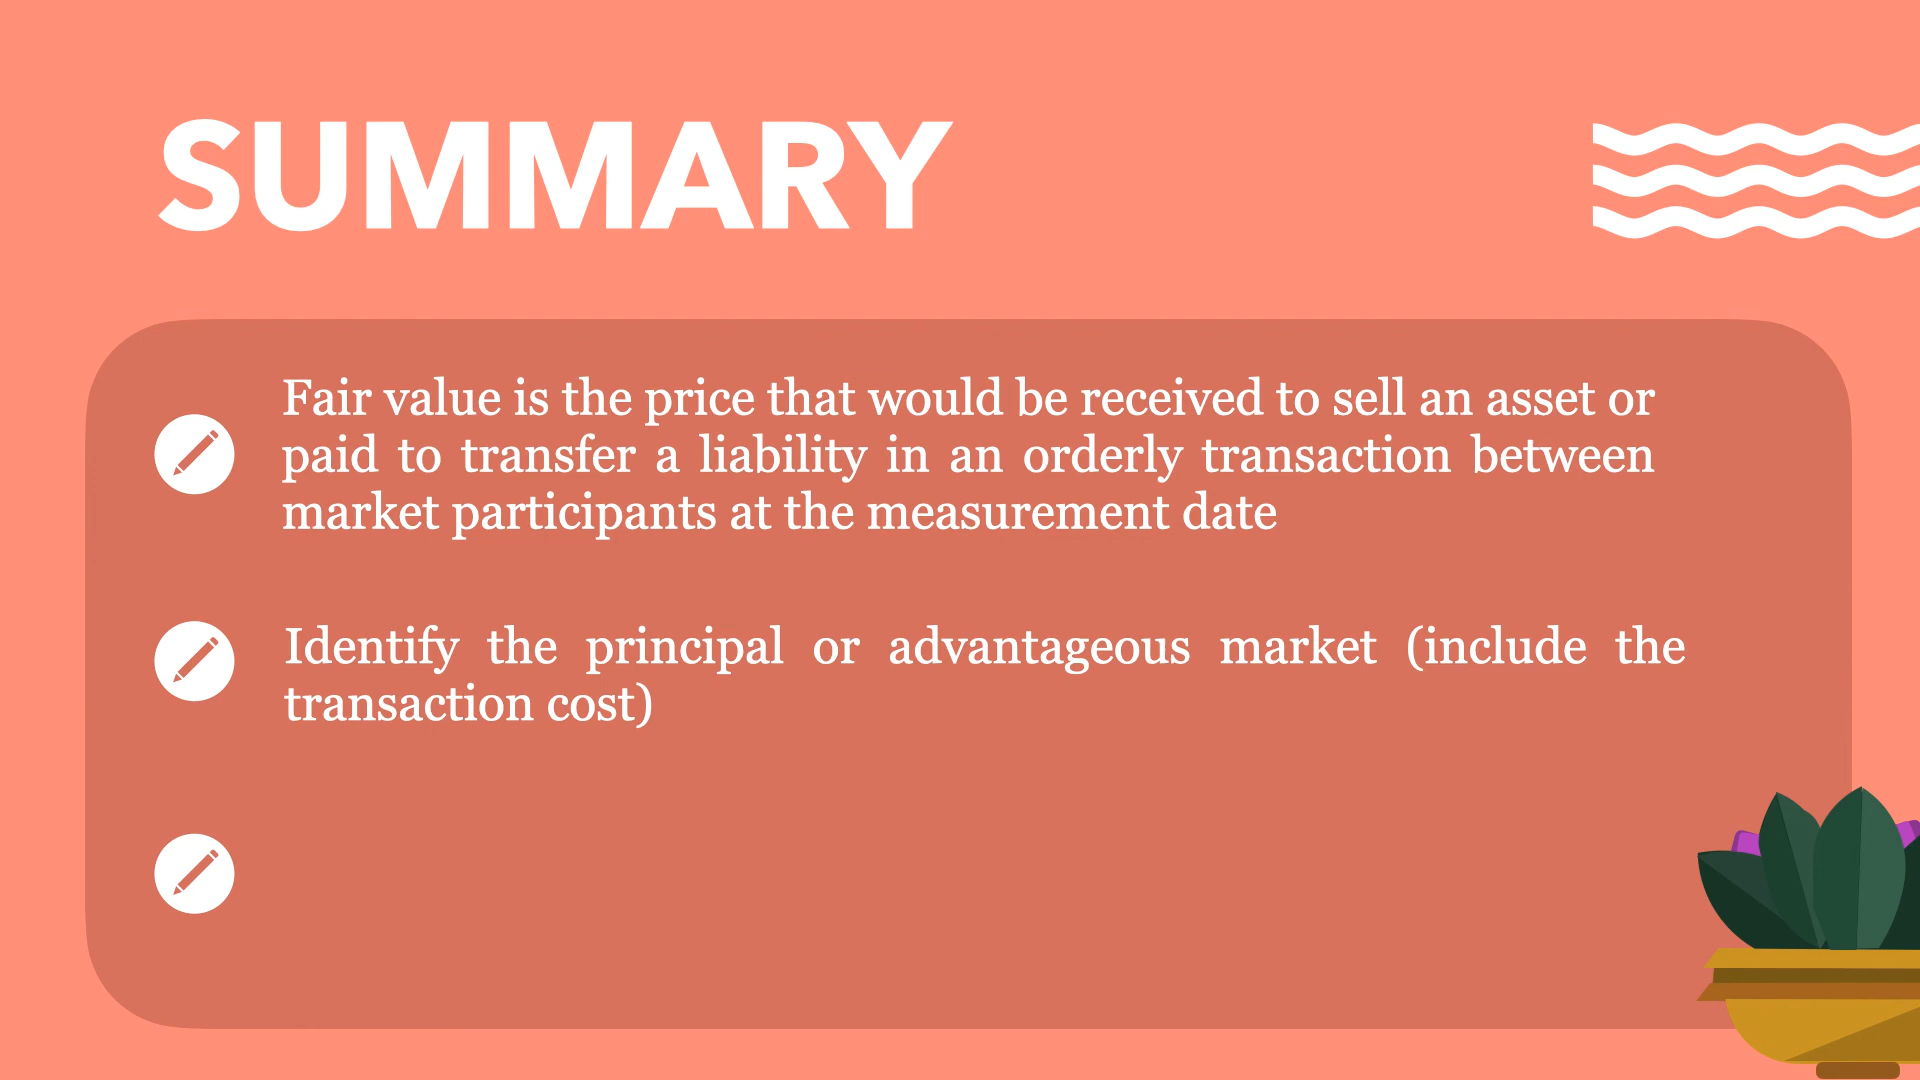 SUMMARY
Fair value is the price that would be received to sell an asset or
paid to transfer a liability in an orderly transaction between
market participants at the measurement date
Identify the principal or advantageous market (include the
transaction cost)